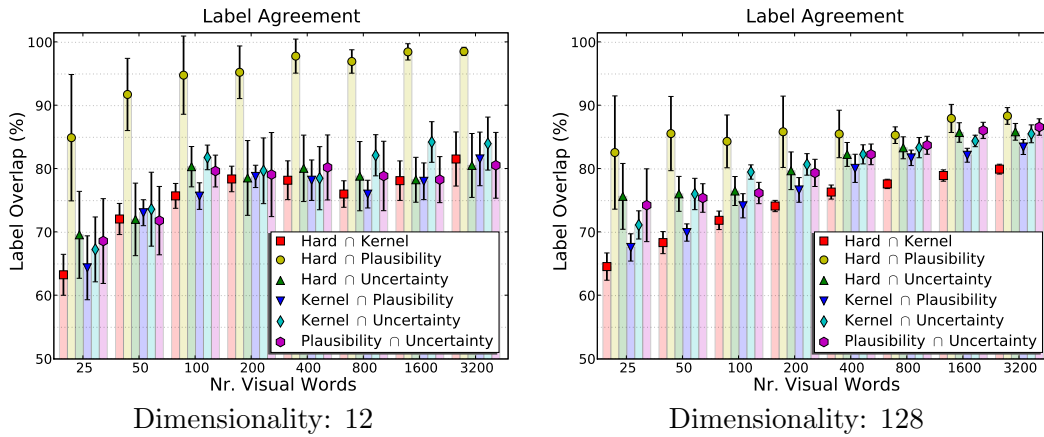 Label Agreement
Label Overlap (%)
100
90
80
70
60
50
Hard ∩ Kernel
Hard ∩ Plausibility
Hard ∩ Uncertainty
Kernel ∩ Plausibility
Kernel ∩ Uncertainty
Plausibility ∩ Uncertainty
25 50 100 200 400 800 1600 3200
Nr. Visual Words
Dimensionality: 12
Label Agreement
Label Overlap (%)
100
90
80
70
60
50
Hard ∩ Kernel
Hard ∩ Plausibility
Hard ∩ Uncertainty
Kernel ∩ Plausibility
Kernel ∩ Uncertainty
Plausibility ∩ Uncertainty
25 50 100 200 400 800 1600 3200
Nr. Visual Words
Dimensionality: 128